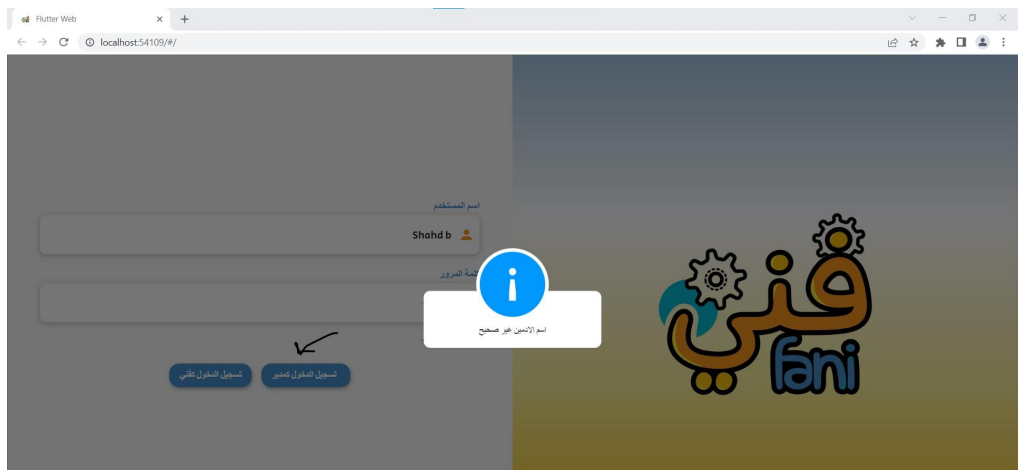 Flutter Web
localhost:54109/#/
اسم المستخدم
Shahd b
كلمة المرور
اسم الادمين غير صحيح
تسجيل الدخول كمدير
تسجيل الدخول كفني
فني
fani